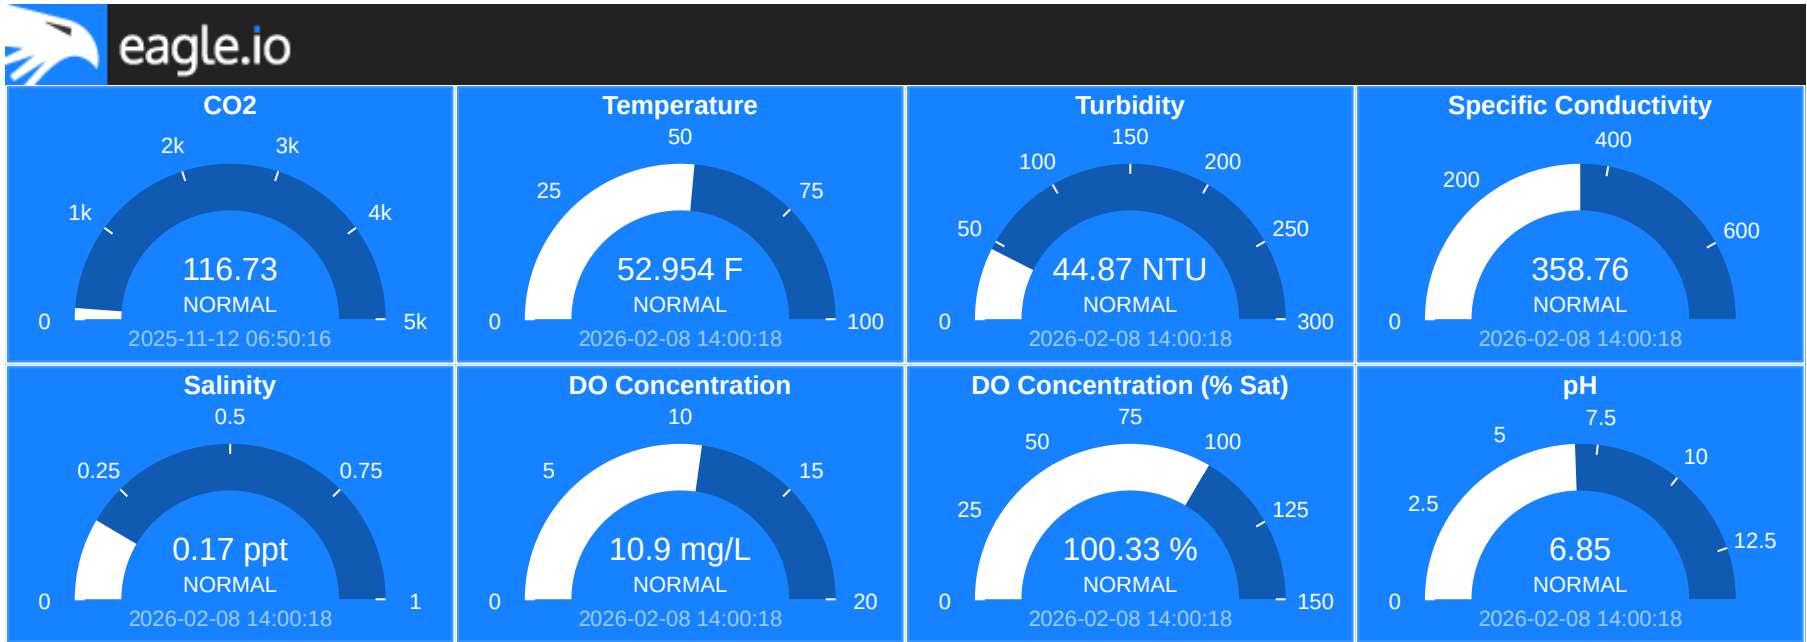 eagle.io
CO2
0
1k
2k
3k
4k
5k
116.73
NORMAL
2025-11-12 06:50:16
Temperature
0
25
50
75
100
52.954 F
NORMAL
2026-02-08 14:00:18
Turbidity
0
50
100
150
200
250
300
44.87 NTU
NORMAL
2026-02-08 14:00:18
Specific Conductivity
0
200
400
600
358.76
NORMAL
2026-02-08 14:00:18
Salinity
0
0.25
0.5
0.75
1
0.17 ppt
NORMAL
2026-02-08 14:00:18
DO Concentration
0
5
10
15
20
10.9 mg/L
NORMAL
2026-02-08 14:00:18
DO Concentration (% Sat)
0
25
50
75
100
125
150
100.33 %
NORMAL
2026-02-08 14:00:18
pH
0
2.5
5
7.5
10
12.5
6.85
NORMAL
2026-02-08 14:00:18